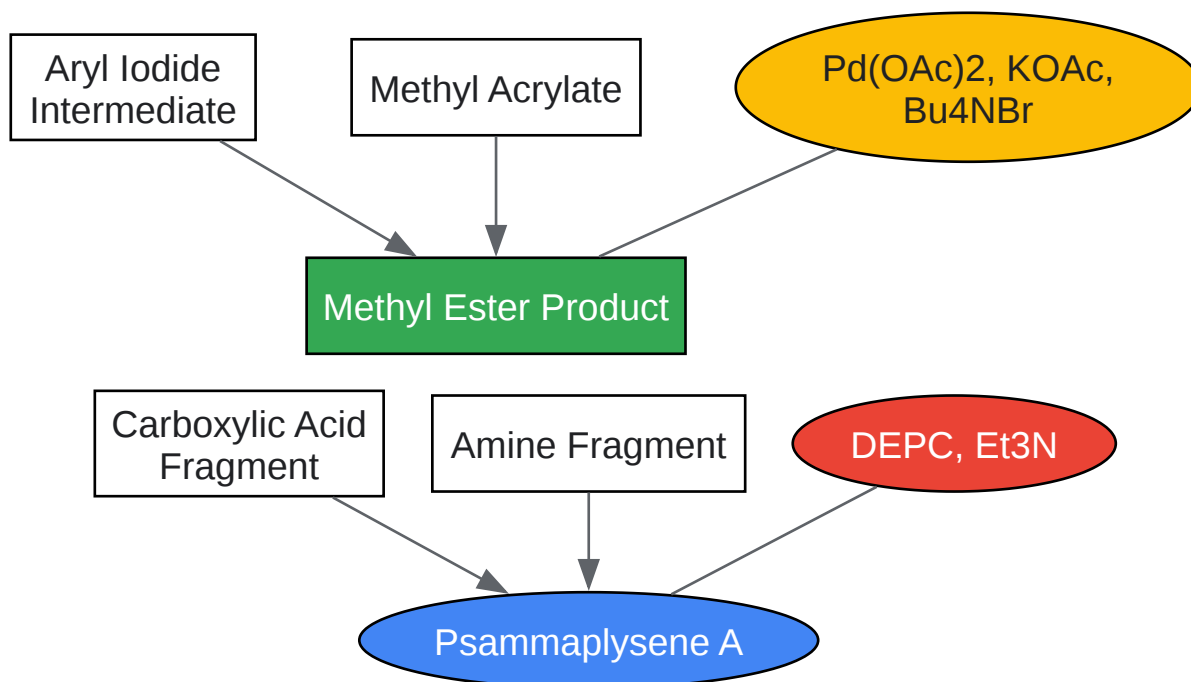 Aryl Iodide
Intermediate
Methyl Acrylate
Pd(OAc)2, KOAc,
Bu4NBr
Methyl Ester Product
Carboxylic Acid
Fragment
Amine Fragment
DEPC, Et3N
Psammaplysene A